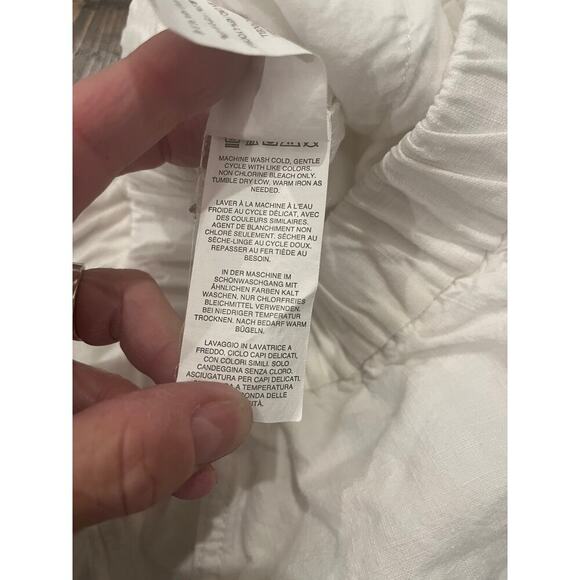 MACHINE WASH COLD, GENTLE
CYCLE WITH LIKE COLORS.
NON CHLORINE BLEACH ONLY.
TUMBLE DRY LOW, WARM IRON AS
NEEDED.
LAVER À LA MACHINE À L'EAU
FROIDE AU CYCLE DÉLICAT, AVEC
DES COULEURS SIMILAIRES.
AGENT DE BLANCHIMENT NON
CHLORÉ SEULEMENT. SÉCHER AU
SÈCHE-LINGE AU CYCLE DOUX.
REPASSER AU FER TIÈDE AU
BESOIN.
IN DER MASCHINE IM
SCHONWASCHGANG MIT
ÄHNLICHEN FARBEN KALT
WASCHEN. NUR CHLORFREIES
BLEICHMITTEL VERWENDEN.
BEI NIEDRIGER TEMPERATUR
TROCKNEN. NACH BEDARF WARM
BÜGELN.
LAVAGGIO IN LAVATRICE A
FREDDO, CICLO CAPI DELICATI,
CON COLORI SIMILI. SOLO
CANDEGGINA SENZA CLORO.
ASCIUGATURA PER CAPI DELICATI.
A TEMPERATURA
DELLE